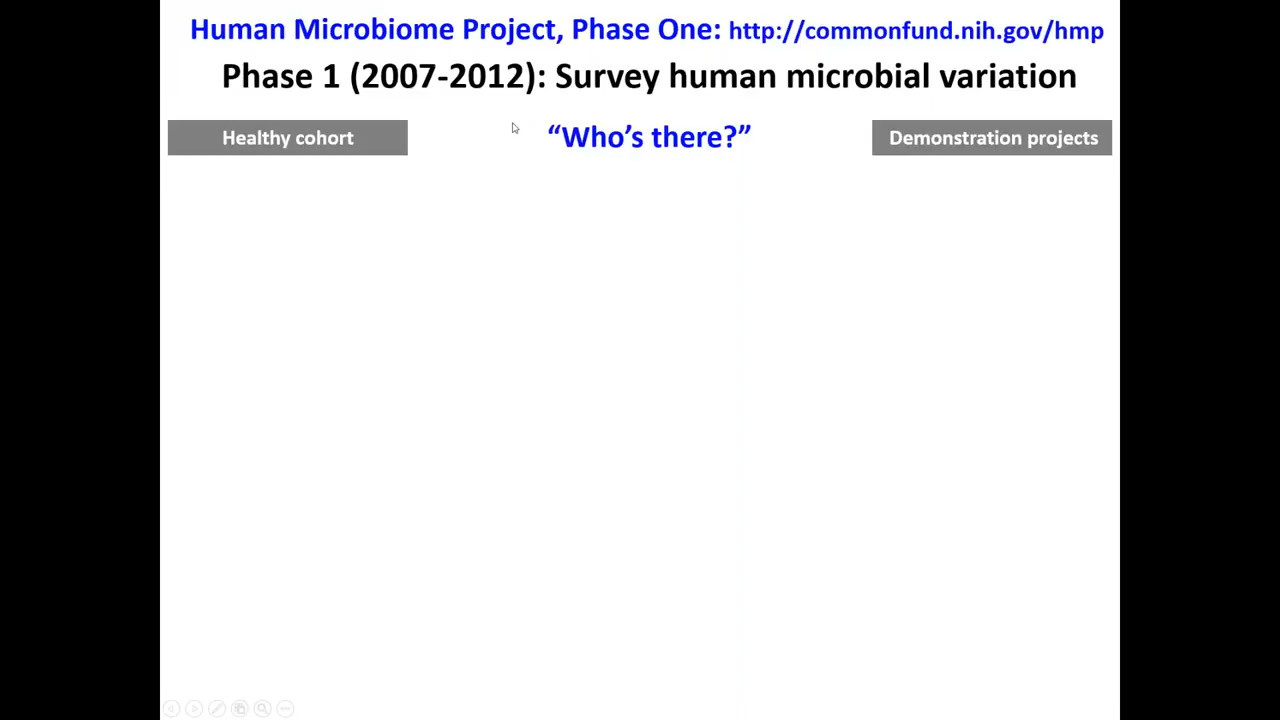 Human Microbiome Project, Phase One: http://commonfund.nih.gov/hmp
Phase 1 (2007-2012): Survey human microbial variation
Healthy cohort
“Who’s there?”
Demonstration projects